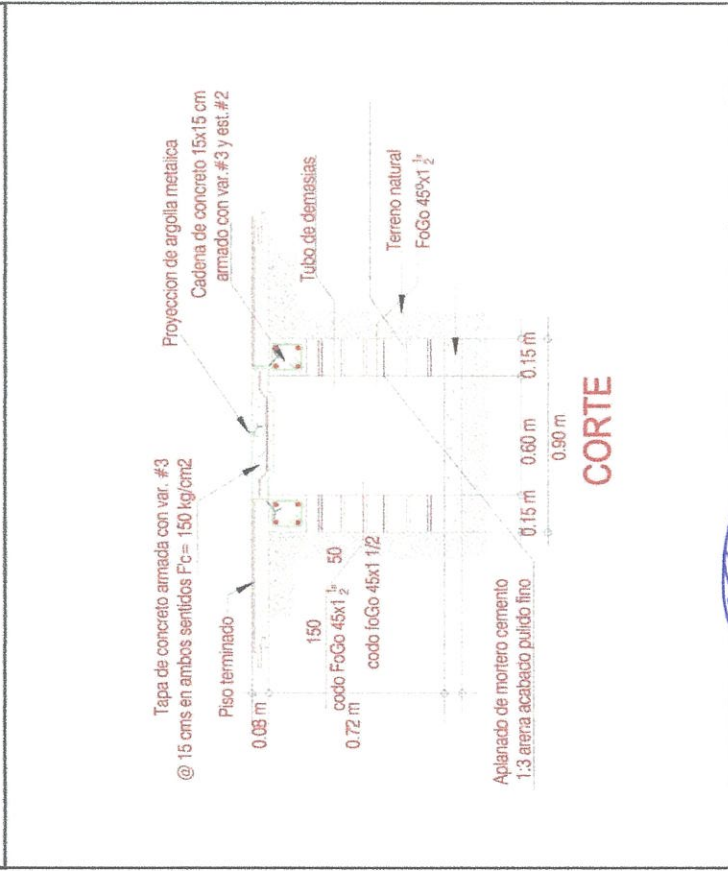 Tapa de concreto armada con var. #3
@ 15 cms en ambos sentidos F'c= 150 kg/cm2
Proyeccion de argolla metalica
Cadena de concreto 15x15 cm
armado con var.#3 y est.#2
Piso terminado
0.08 m
Tubo de demasias
150
50
codo FoGo 45x1 1/2"
codo foGo 45x1 1/2
0.72 m
Terreno natural
FoGo 45ºx1 1/2"
Aplanado de mortero cemento
1:3 arena acabado pulido fino
0.15 m
0.60 m
0.15 m
0.90 m
CORTE